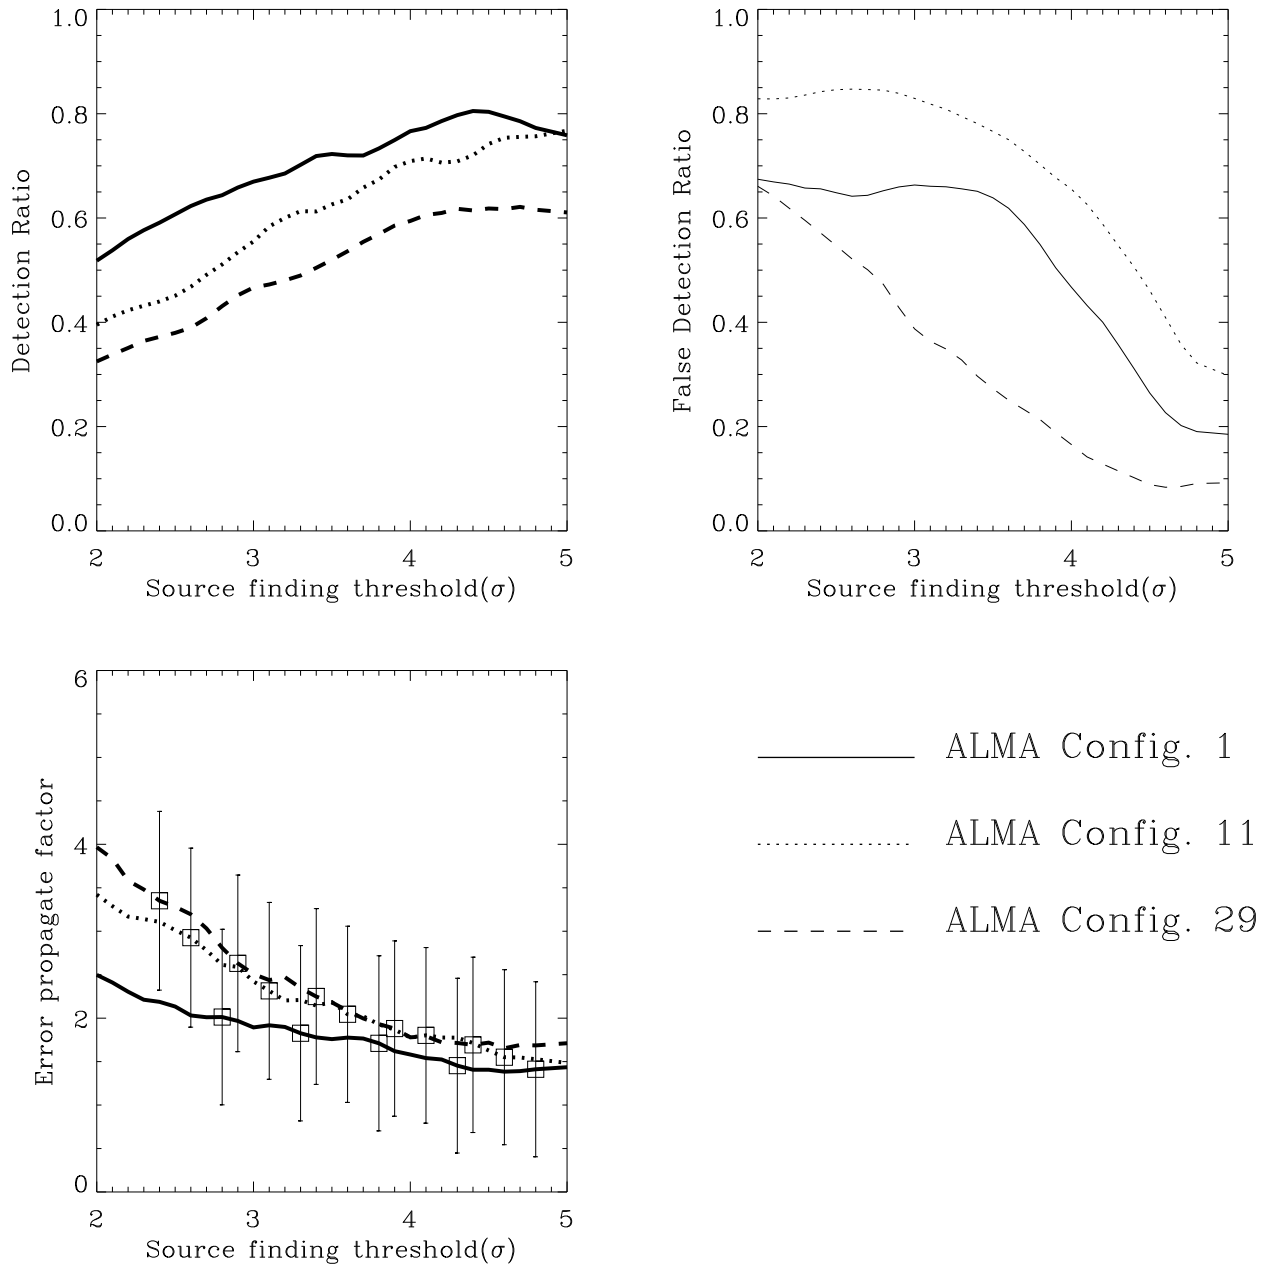 1.0
0.8
0.6
0.4
0.2
0.0
Detection Ratio
2 3 4 5
Source finding threshold(σ)
1.0
0.8
0.6
0.4
0.2
0.0
False Detection Ratio
2 3 4 5
Source finding threshold(σ)
6
4
2
0
Error propagate factor
2 3 4 5
Source finding threshold(σ)
ALMA Config. 1
ALMA Config. 11
ALMA Config. 29